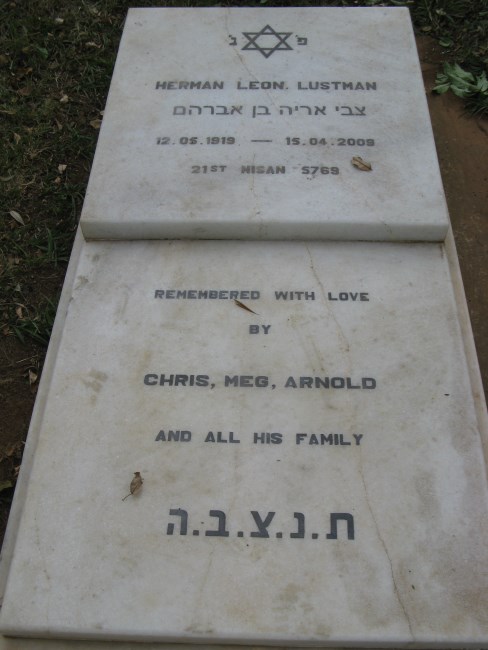 פ נ
HERMAN LEON. LUSTMAN
צבי אריה בן אברהם
12.05.1919 — 15.04.2009
21ST NISAN 5769
REMEMBERED WITH LOVE
BY
CHRIS, MEG, ARNOLD
AND ALL HIS FAMILY
ת.נ.צ.ב.ה